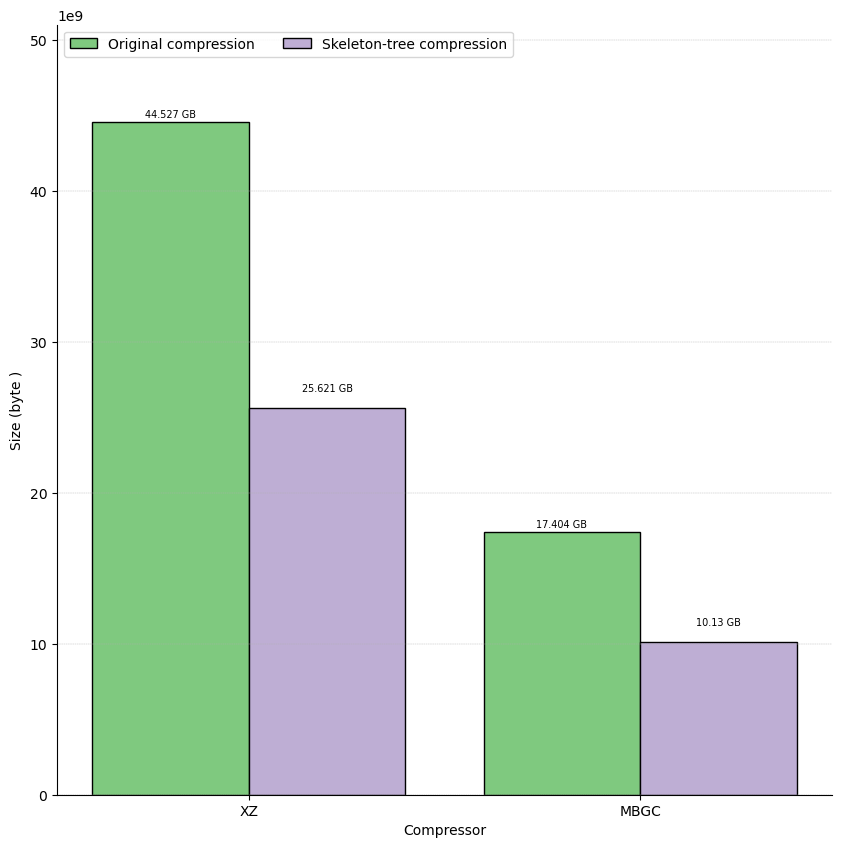 1e9
50
Original compression Skeleton-tree compression
44.527 GB
40
30
25.621 GB
Size (byte )
20
17.404 GB
10.13 GB
10
0
XZ MBGC
Compressor